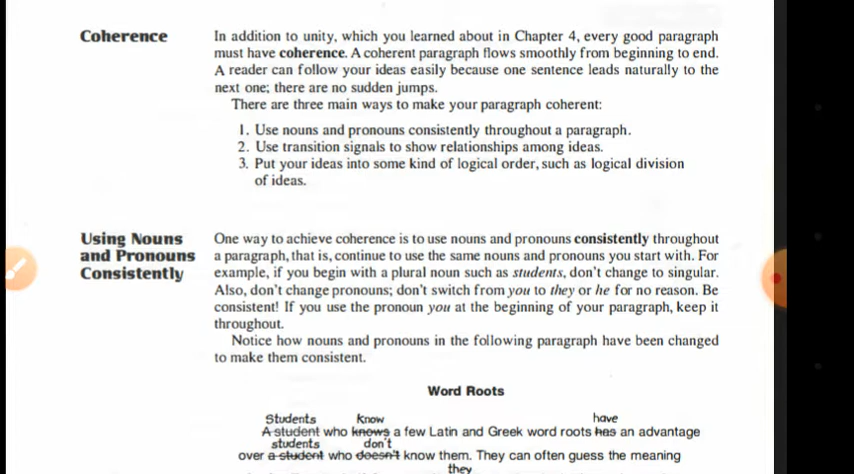 Coherence
In addition to unity, which you learned about in Chapter 4, every good paragraph
must have coherence. A coherent paragraph flows smoothly from beginning to end.
A reader can follow your ideas easily because one sentence leads naturally to the
next one; there are no sudden jumps.
There are three main ways to make your paragraph coherent:
1. Use nouns and pronouns consistently throughout a paragraph.
2. Use transition signals to show relationships among ideas.
3. Put your ideas into some kind of logical order, such as logical division
of ideas.
Using Nouns
and Pronouns
Consistently
One way to achieve coherence is to use nouns and pronouns consistently throughout
a paragraph, that is, continue to use the same nouns and pronouns you start with. For
example, if you begin with a plural noun such as students, don't change to singular.
Also, don't change pronouns; don't switch from you to they or he for no reason. Be
consistent! If you use the pronoun you at the beginning of your paragraph, keep it
throughout.
Notice how nouns and pronouns in the following paragraph have been changed
to make them consistent.
Word Roots
Students know have
A student who knows a few Latin and Greek word roots has an advantage
students don't
over a student who doesn't know them. They can often guess the meaning
they